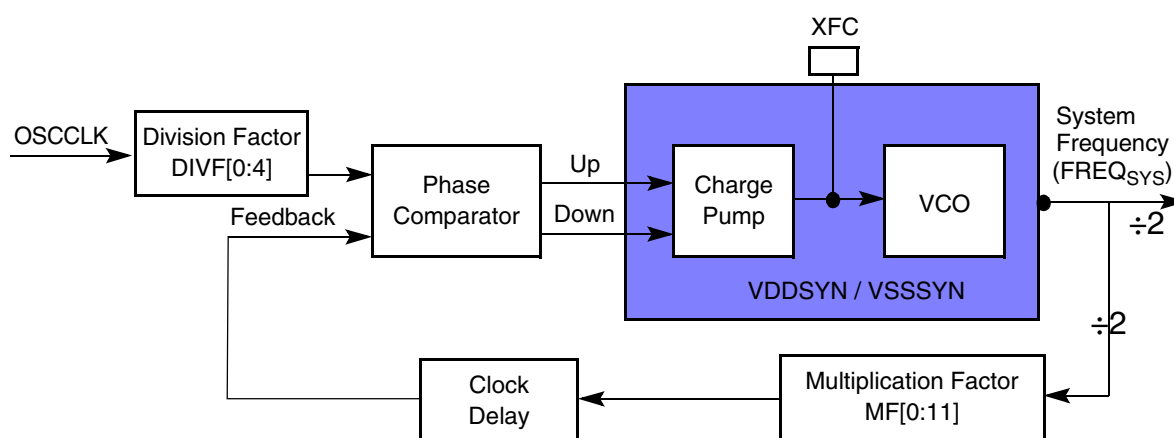 XFC
OSCCLK
Division Factor
DIVF[0:4]
Phase
Comparator
Up
Down
Feedback
Charge
Pump
VCO
VDDSYN / VSSSYN
System
Frequency
(FREQSYS)
÷2
÷2
Clock
Delay
Multiplication Factor
MF[0:11]